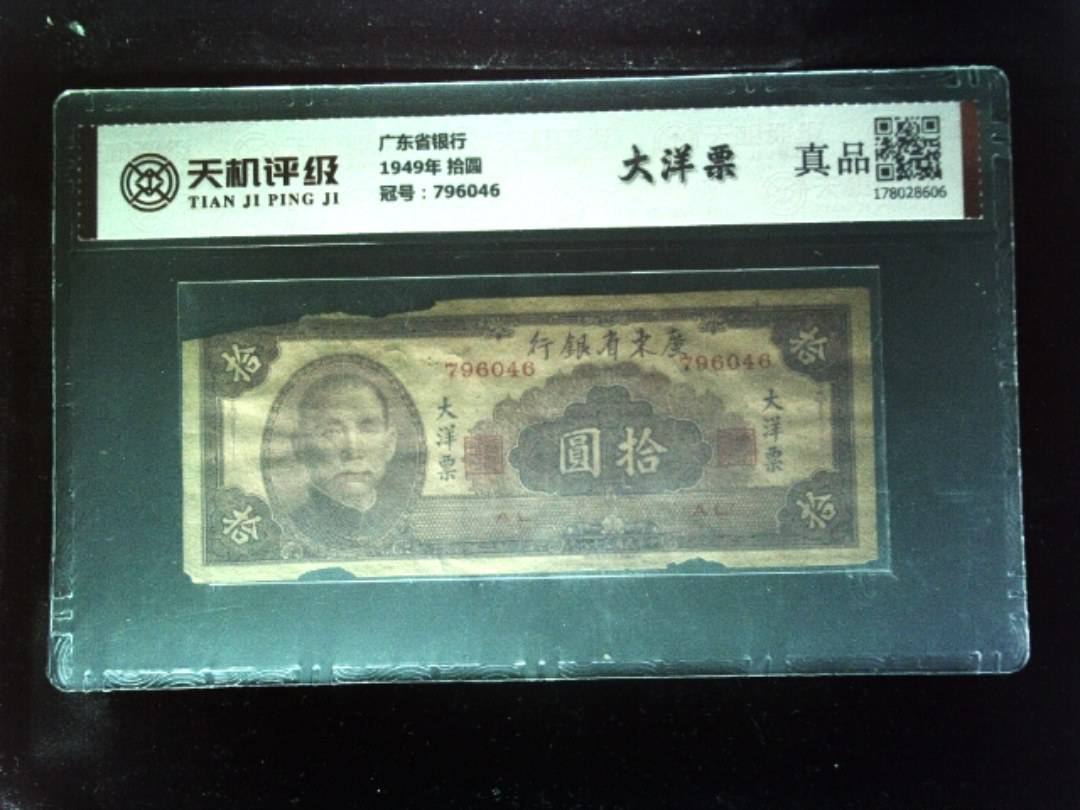 天机评级
TIAN JI PING JI
广东省银行
1949年 拾圆
冠号：796046
大洋票
真品
178028606
行銀省東廣
796046
796046
拾
拾
大洋票
大洋票
圓拾
AL
AL
拾
拾